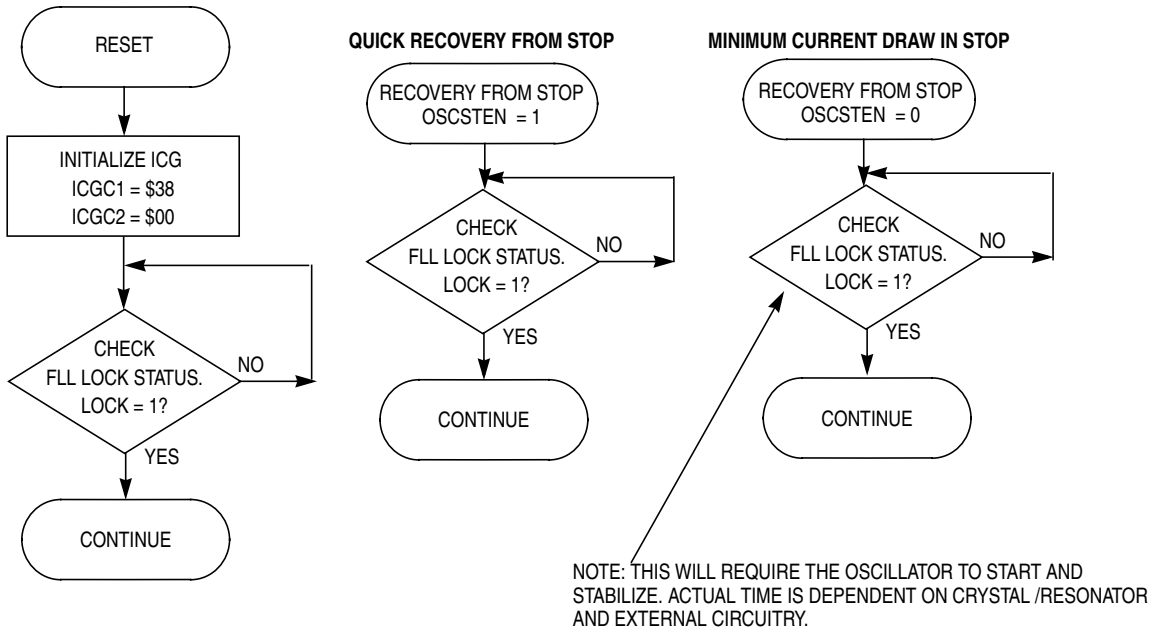 RESET
INITIALIZE ICG
ICGC1 = $38
ICGC2 = $00
CHECK
FLL LOCK STATUS.
LOCK = 1?
NO
YES
CONTINUE
QUICK RECOVERY FROM STOP
RECOVERY FROM STOP
OSCSTEN = 1
CHECK
FLL LOCK STATUS.
LOCK = 1?
NO
YES
CONTINUE
MINIMUM CURRENT DRAW IN STOP
RECOVERY FROM STOP
OSCSTEN = 0
CHECK
FLL LOCK STATUS.
LOCK = 1?
NO
YES
CONTINUE
NOTE: THIS WILL REQUIRE THE OSCILLATOR TO START AND
STABILIZE. ACTUAL TIME IS DEPENDENT ON CRYSTAL /RESONATOR
AND EXTERNAL CIRCUITRY.